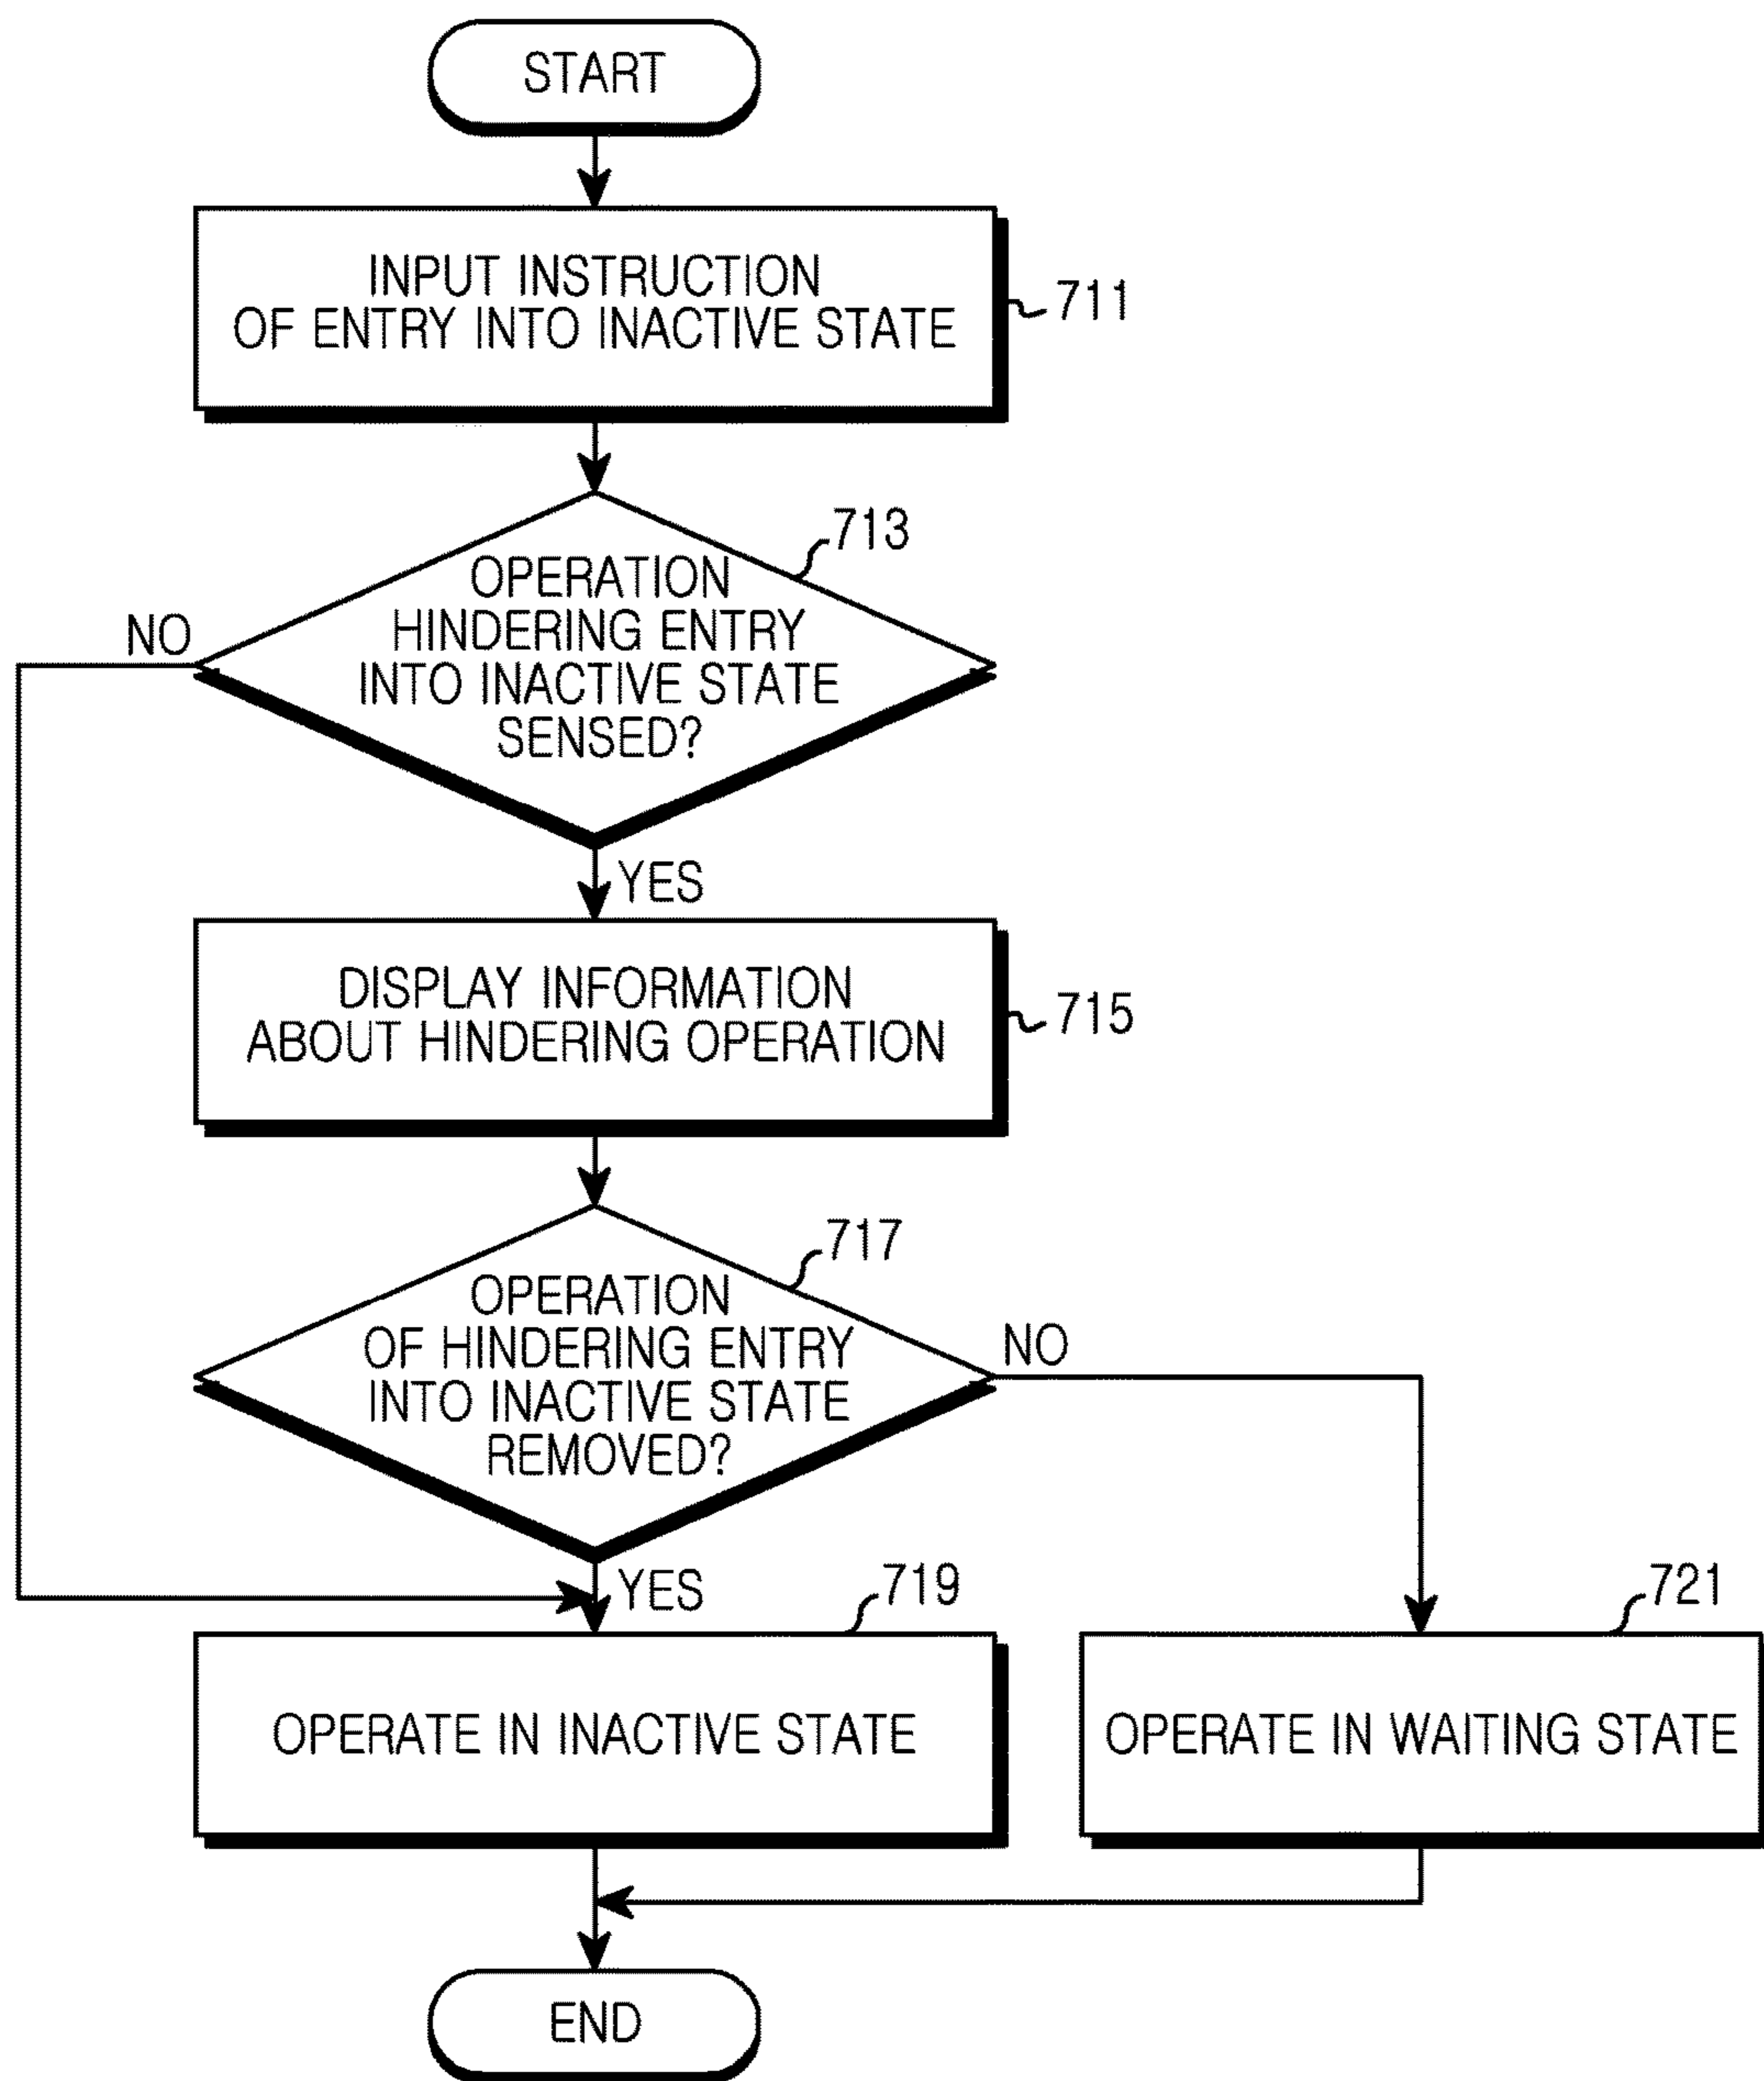 START
INPUT INSTRUCTION
OF ENTRY INTO INACTIVE STATE
711
713
OPERATION
HINDERING ENTRY
INTO INACTIVE STATE
SENSED?
NO
YES
DISPLAY INFORMATION
ABOUT HINDERING OPERATION
715
717
OPERATION
OF HINDERING ENTRY
INTO INACTIVE STATE
REMOVED?
NO
YES
719
OPERATE IN INACTIVE STATE
721
OPERATE IN WAITING STATE
END